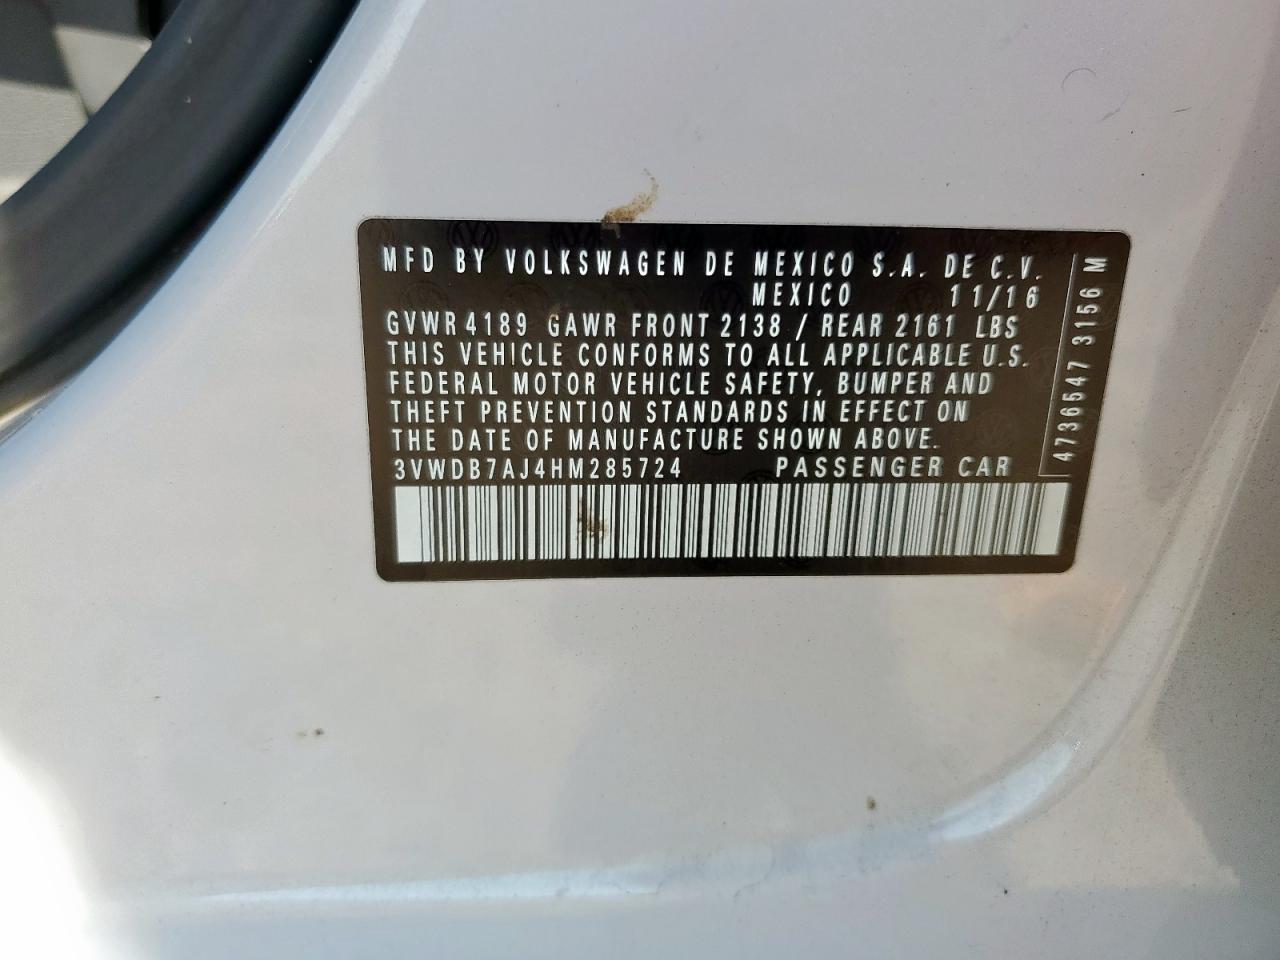 MFD BY VOLKSWAGEN DE MEXICO S.A. DE C.V.
MEXICO 11/16
GVWR 4189 GAWR FRONT 2138 / REAR 2161 LBS
THIS VEHICLE CONFORMS TO ALL APPLICABLE U.S.
FEDERAL MOTOR VEHICLE SAFETY, BUMPER AND
THEFT PREVENTION STANDARDS IN EFFECT ON
THE DATE OF MANUFACTURE SHOWN ABOVE.
3VWDB7AJ4HM285724 PASSENGER CAR
4736547 3156 M